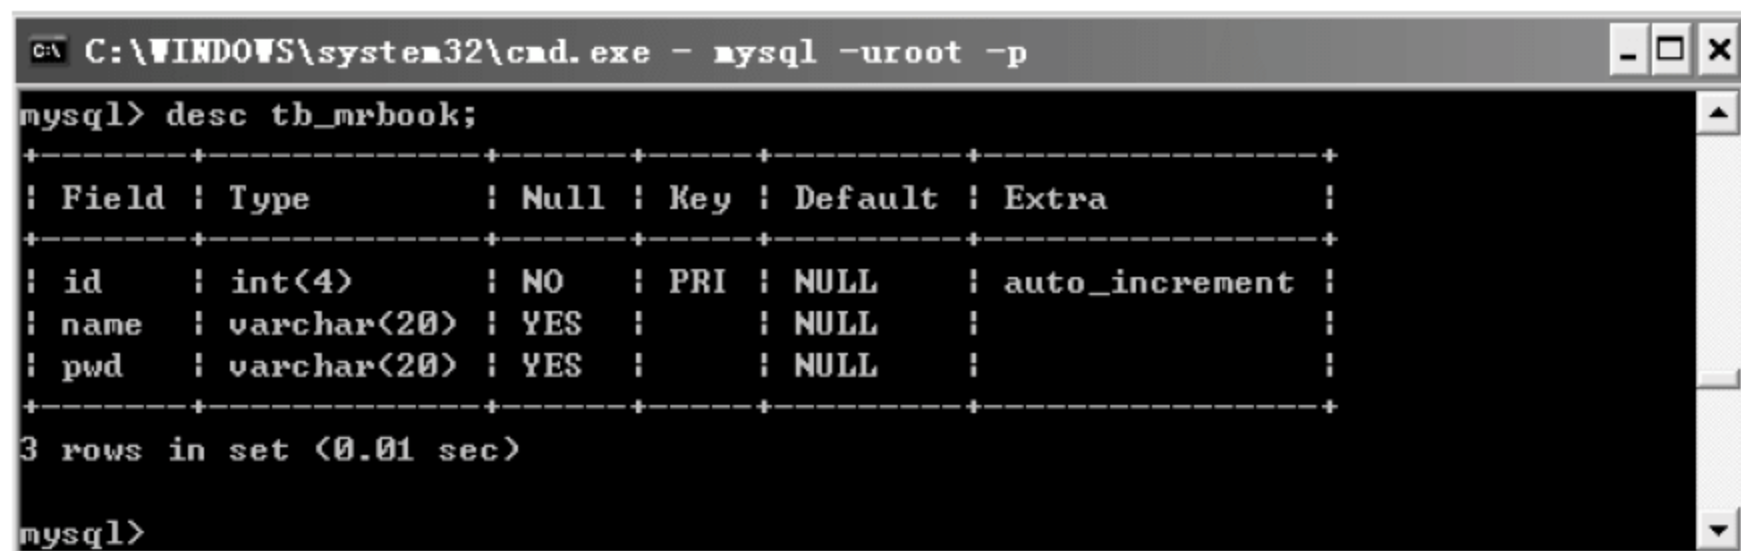 C:\WINDOWS\system32\cmd.exe - mysql -uroot -p
mysql> desc tb_mrbook;
+-------+-------------+------+-----+---------+----------------+
| Field | Type        | Null | Key | Default | Extra          |
+-------+-------------+------+-----+---------+----------------+
| id    | int(4)      | NO   | PRI | NULL    | auto_increment |
| name  | varchar(20) | YES  |     | NULL    |                |
| pwd   | varchar(20) | YES  |     | NULL    |                |
+-------+-------------+------+-----+---------+----------------+
3 rows in set (0.01 sec)
mysql>